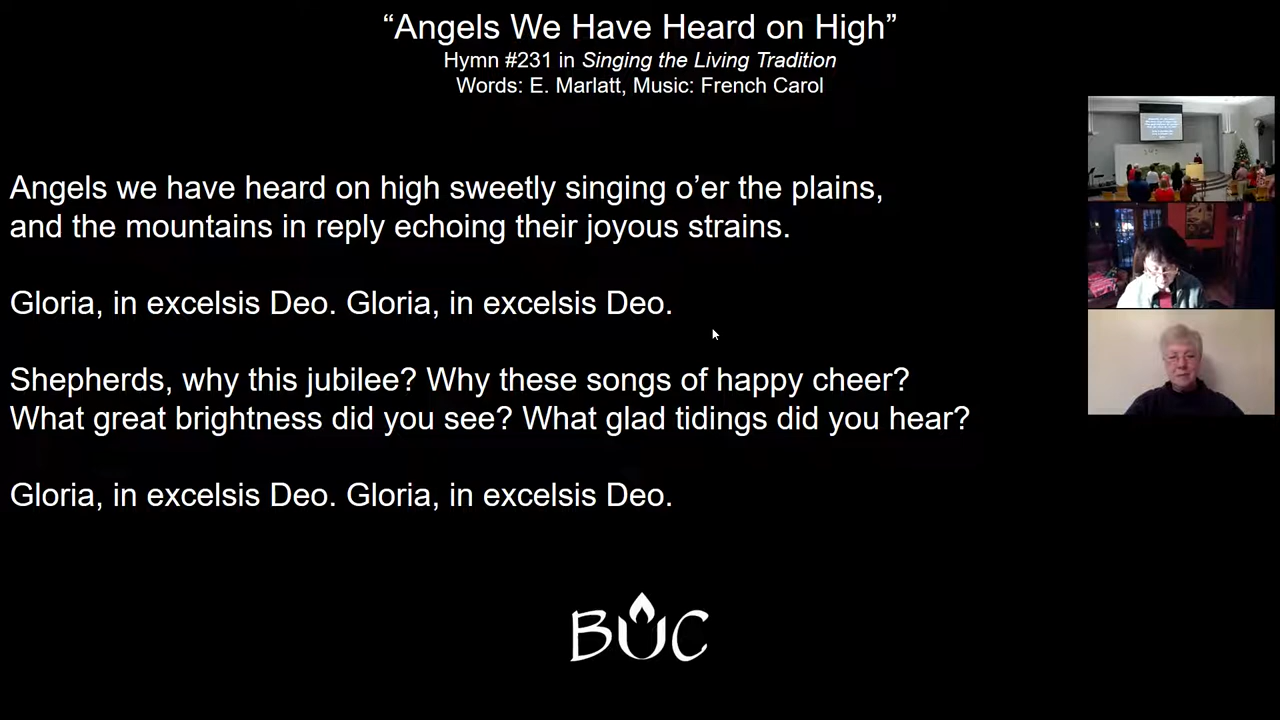 “Angels We Have Heard on High”
Hymn #231 in Singing the Living Tradition
Words: E. Marlatt, Music: French Carol
Angels we have heard on high sweetly singing o’er the plains,
and the mountains in reply echoing their joyous strains.
Gloria, in excelsis Deo. Gloria, in excelsis Deo.
Shepherds, why this jubilee? Why these songs of happy cheer?
What great brightness did you see? What glad tidings did you hear?
Gloria, in excelsis Deo. Gloria, in excelsis Deo.
BUC